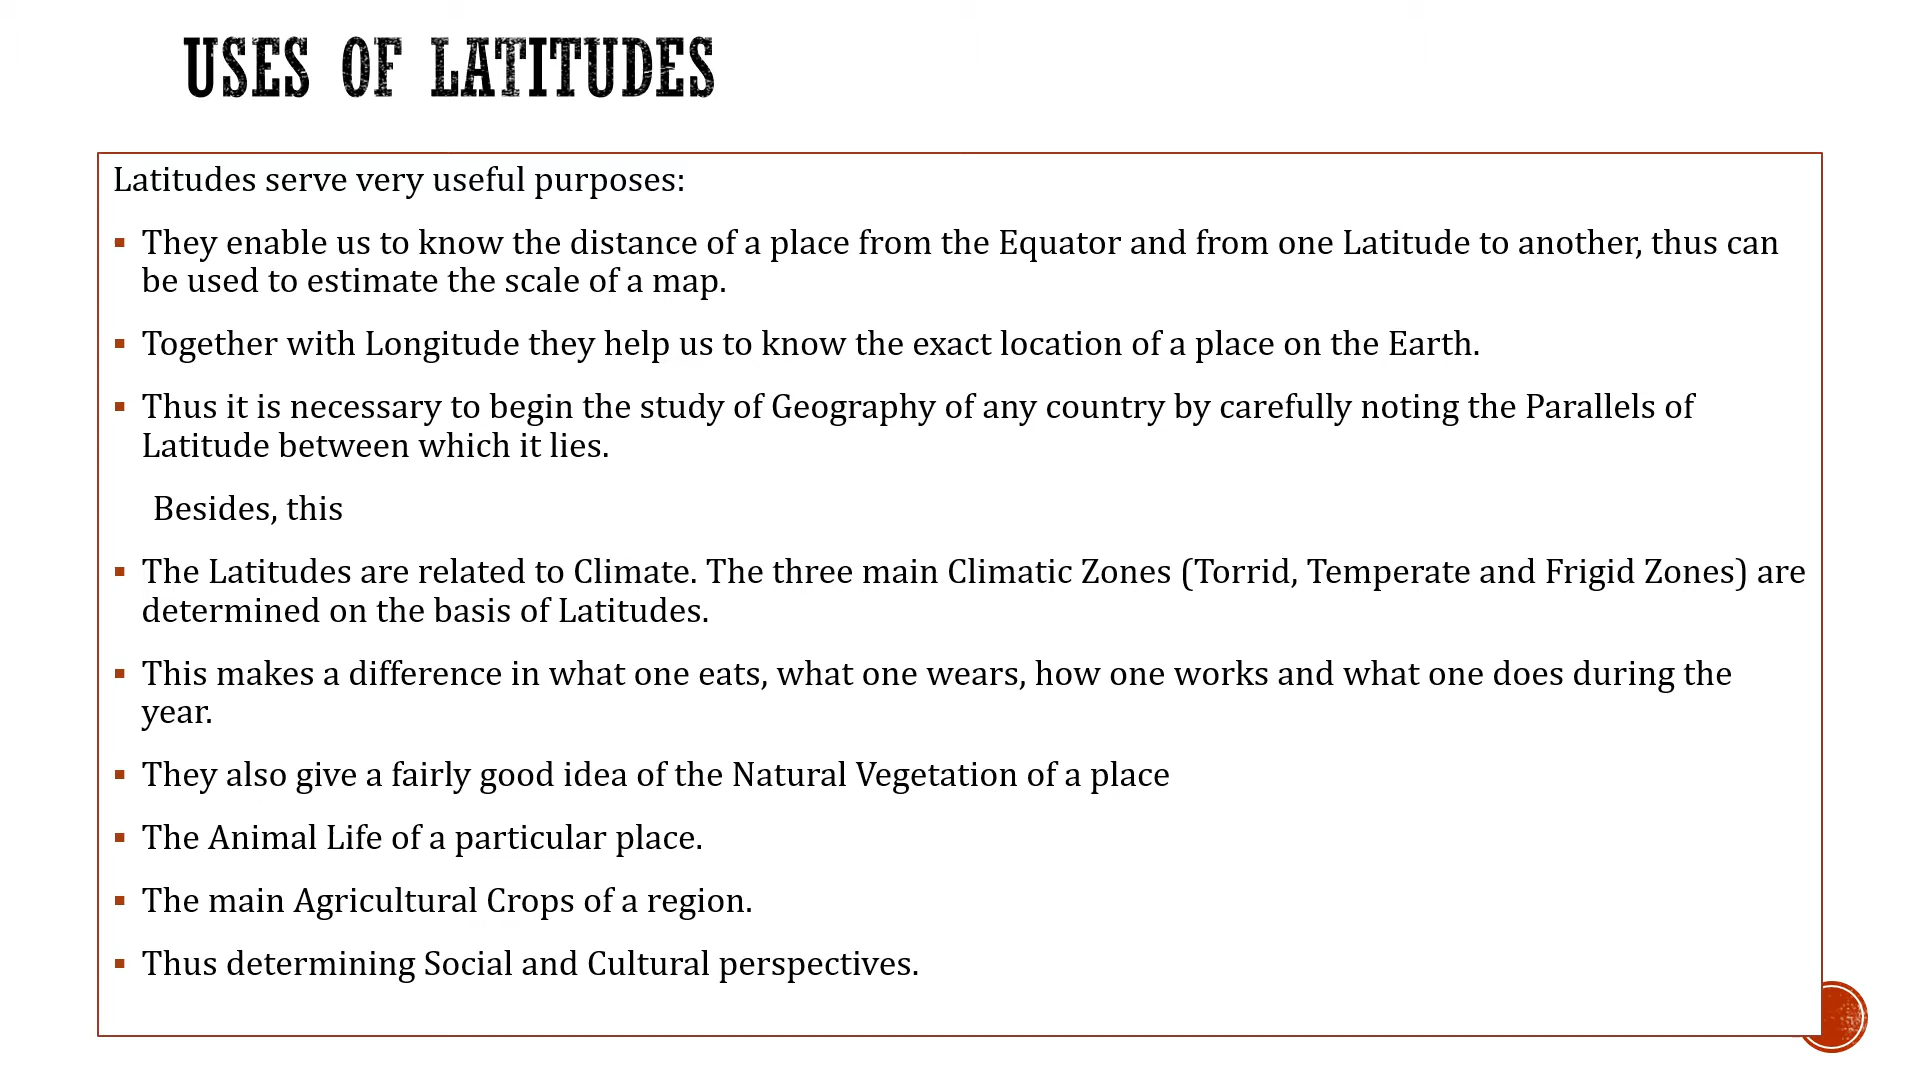 USES OF LATITUDES
Latitudes serve very useful purposes:
▪ They enable us to know the distance of a place from the Equator and from one Latitude to another, thus can
be used to estimate the scale of a map.
▪ Together with Longitude they help us to know the exact location of a place on the Earth.
▪ Thus it is necessary to begin the study of Geography of any country by carefully noting the Parallels of
Latitude between which it lies.
Besides, this
▪ The Latitudes are related to Climate. The three main Climatic Zones (Torrid, Temperate and Frigid Zones) are
determined on the basis of Latitudes.
▪ This makes a difference in what one eats, what one wears, how one works and what one does during the
year.
▪ They also give a fairly good idea of the Natural Vegetation of a place
▪ The Animal Life of a particular place.
▪ The main Agricultural Crops of a region.
▪ Thus determining Social and Cultural perspectives.